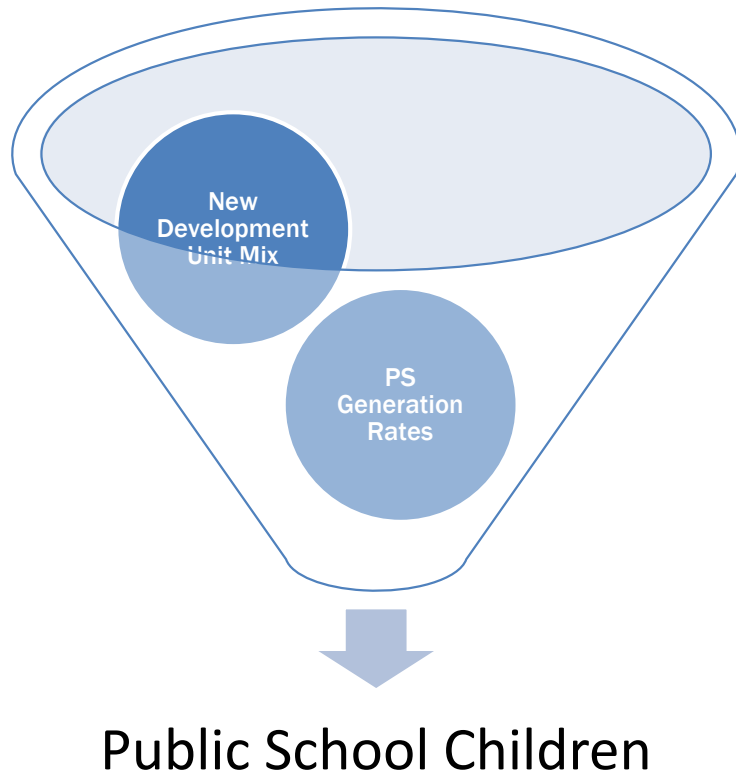 New
Development
Unit Mix
PS
Generation
Rates
Public School Children